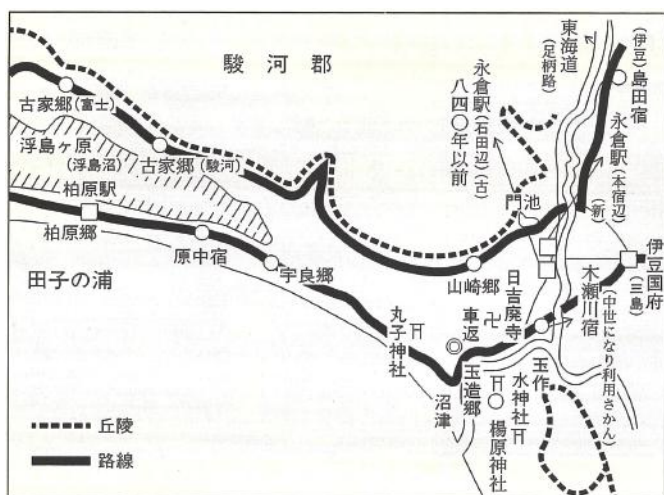 駿河郡
古家郷(富士)
浮島ヶ原
(浮島沼)
古家郷(駿河)
柏原駅
柏原郷
原中宿
宇良郷
田子の浦
丸子神社
車返
沼津
玉造郷
日吉廃寺
山崎郷
門池
永倉駅(石田辺)(古)
八四〇年以前
東海道
(足柄路)
(伊豆)島田宿
永倉駅(本宿辺)
(新)
伊豆国府
(三島)
木瀬川宿
(中世になり利用さかん)
玉作
水神社
楊原神社
丘陵
路線